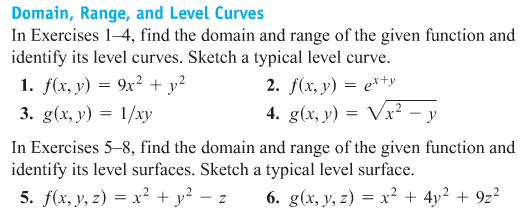 Domain, Range, and Level Curves
In Exercises 1–4, find the domain and range of the given function and
identify its level curves. Sketch a typical level curve.
1. f(x, y) = 9x² + y² 2. f(x, y) = eˣ⁺ʸ
3. g(x, y) = 1/xy 4. g(x, y) = √(x² − y)
In Exercises 5–8, find the domain and range of the given function and
identify its level surfaces. Sketch a typical level surface.
5. f(x, y, z) = x² + y² − z 6. g(x, y, z) = x² + 4y² + 9z²